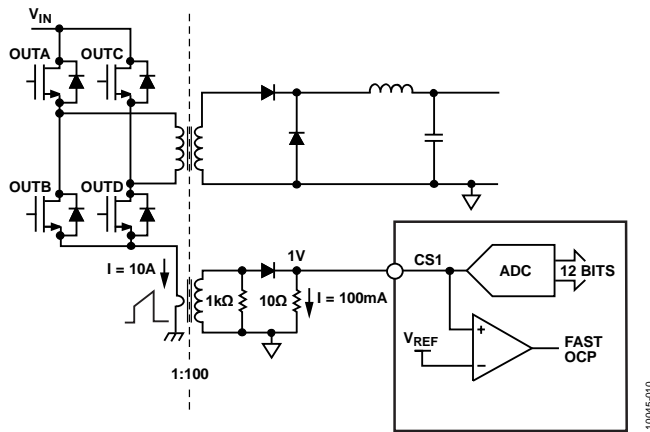 VIN
OUTA OUTC
OUTB OUTD
I = 10A
1kΩ
10Ω
1V
I = 100mA
1:100
CS1
ADC
12 BITS
VREF
+
−
FAST
OCP
10045-010